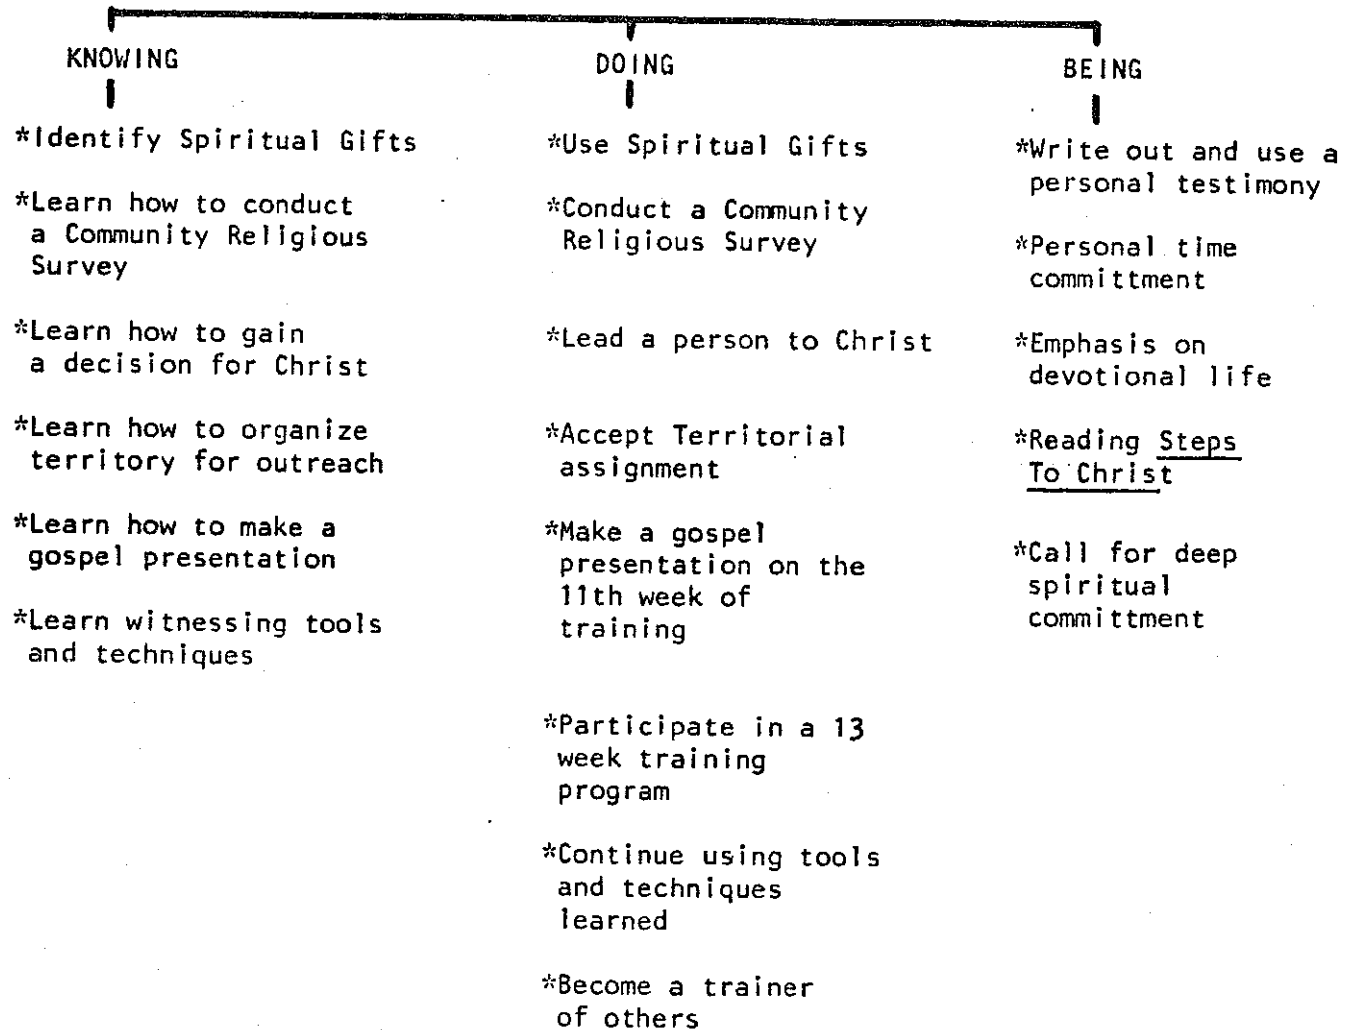 KNOWING
*Identify Spiritual Gifts
*Learn how to conduct
a Community Religious
Survey
*Learn how to gain
a decision for Christ
*Learn how to organize
territory for outreach
*Learn how to make a
gospel presentation
*Learn witnessing tools
and techniques
DOING
*Use Spiritual Gifts
*Conduct a Community
Religious Survey
*Lead a person to Christ
*Accept Territorial
assignment
*Make a gospel
presentation on the
11th week of
training
*Participate in a 13
week training
program
*Continue using tools
and techniques
learned
*Become a trainer
of others
BEING
*Write out and use a
personal testimony
*Personal time
committment
*Emphasis on
devotional life
*Reading Steps
To Christ
*Call for deep
spiritual
committment